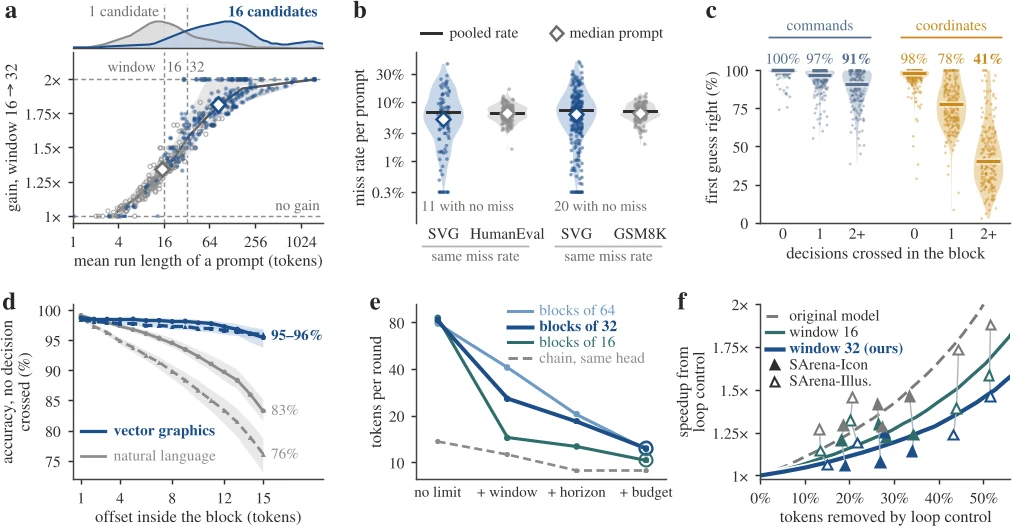 a
1 candidate
16 candidates
window
16
32
2×
1.75×
1.5×
1.25×
1×
no gain
gain, window 16 → 32
1
4
16
64
256
1024
mean run length of a prompt (tokens)
b
pooled rate
median prompt
30%
10%
3%
1%
0.3%
miss rate per prompt
11 with no miss
20 with no miss
SVG
HumanEval
SVG
GSM8K
same miss rate
same miss rate
c
commands
coordinates
100%
97%
91%
98%
78%
41%
100
75
50
25
0
first guess right (%)
0
1
2+
0
1
2+
decisions crossed in the block
d
100
95
90
85
80
75
accuracy, no decision
crossed (%)
95–96%
83%
76%
vector graphics
natural language
1
4
8
12
15
offset inside the block (tokens)
e
blocks of 64
blocks of 32
blocks of 16
chain, same head
80
40
20
10
tokens per round
no limit
+ window
+ horizon
+ budget
f
original model
window 16
window 32 (ours)
SArena-Icon
SArena-Illus.
2×
1.75×
1.5×
1.25×
1×
speedup from
loop control
0%
10%
20%
30%
40%
50%
tokens removed by loop control